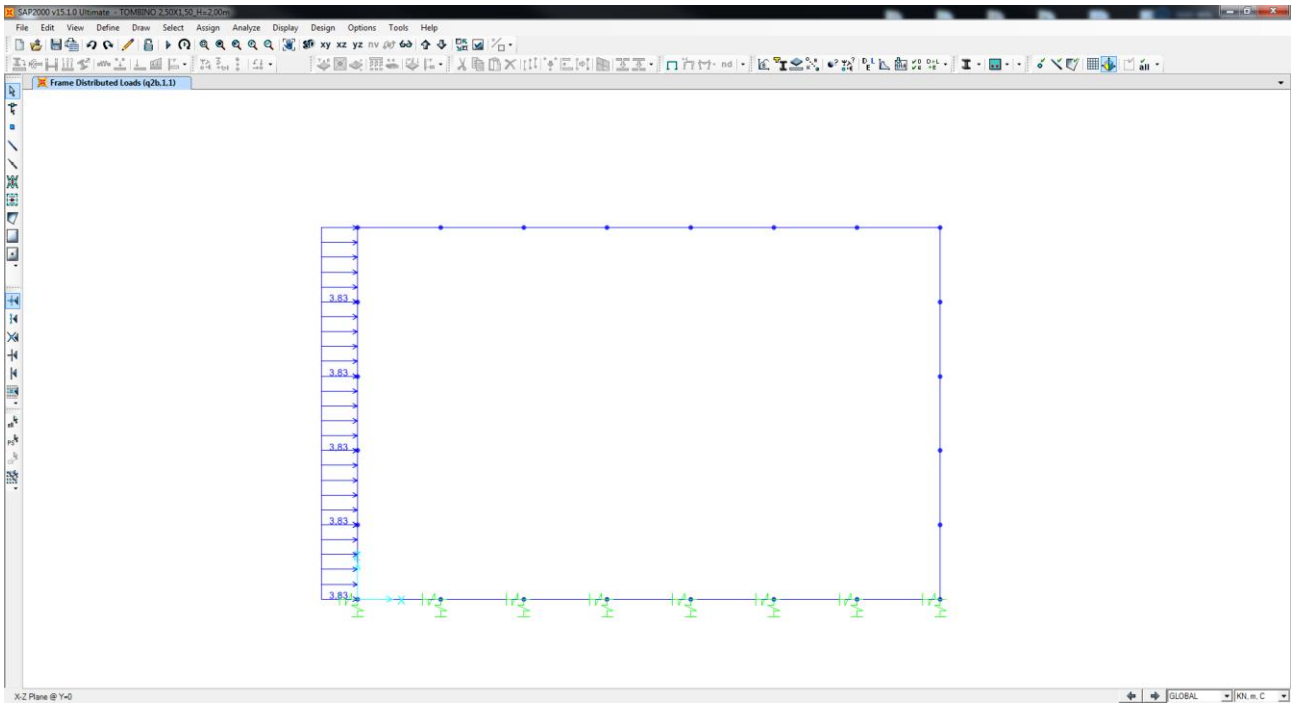 SAP2000 v15.1.0 Ultimate - TOMBINO 2,50X1,50_H=2,00m
File Edit View Define Draw Select Assign Analyze Display Design Options Tools Help
xy xz yz nv
nd
all
Frame Distributed Loads (q2b,1.1)
3.83
3.83
3.83
3.83
3.83
X
X-Z Plane @ Y=0
GLOBAL
KN, m, C